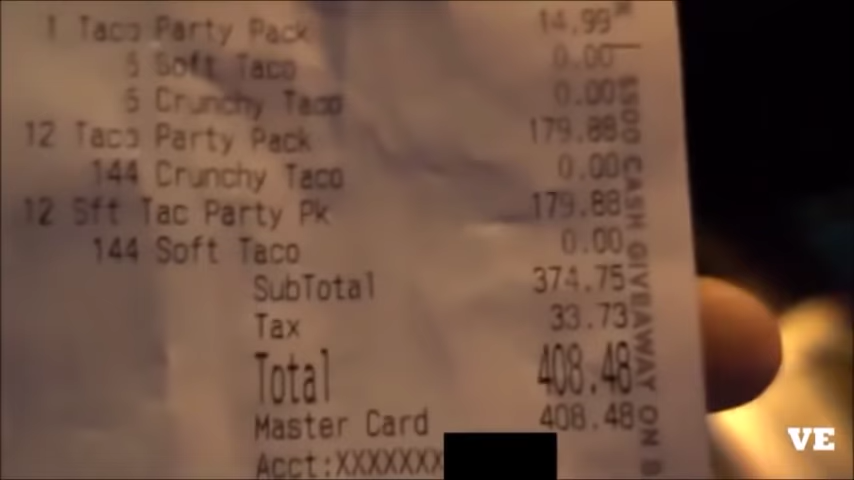 1 Taco Party Pack 14.99
6 Soft Taco 0.00
6 Crunchy Taco 0.00
12 Taco Party Pack 179.88
144 Crunchy Taco 0.00
12 Sft Tac Party Pk 179.88
144 Soft Taco 0.00
SubTotal 374.75
Tax 33.73
Total 408.48
Master Card 408.48
Acct:XXXXXXX
$500 CASH GIVEAWAY ON
VE